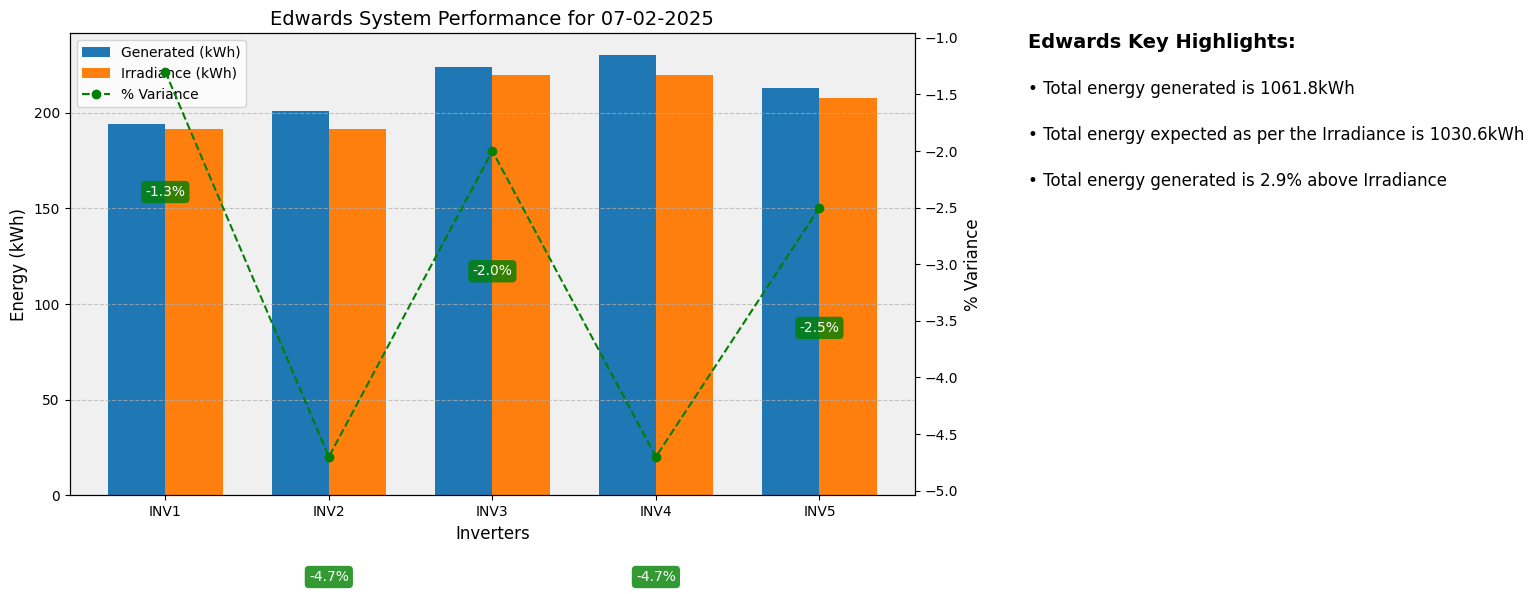 Edwards System Performance for 07-02-2025
Generated (kWh)
Irradiance (kWh)
% Variance
Energy (kWh)
200
150
100
50
0
-1.3%
-4.7%
-2.0%
-4.7%
-2.5%
INV1
INV2
INV3
INV4
INV5
Inverters
−1.0
−1.5
−2.0
−2.5
−3.0
−3.5
−4.0
−4.5
−5.0
% Variance
Edwards Key Highlights:
• Total energy generated is 1061.8kWh
• Total energy expected as per the Irradiance is 1030.6kWh
• Total energy generated is 2.9% above Irradiance